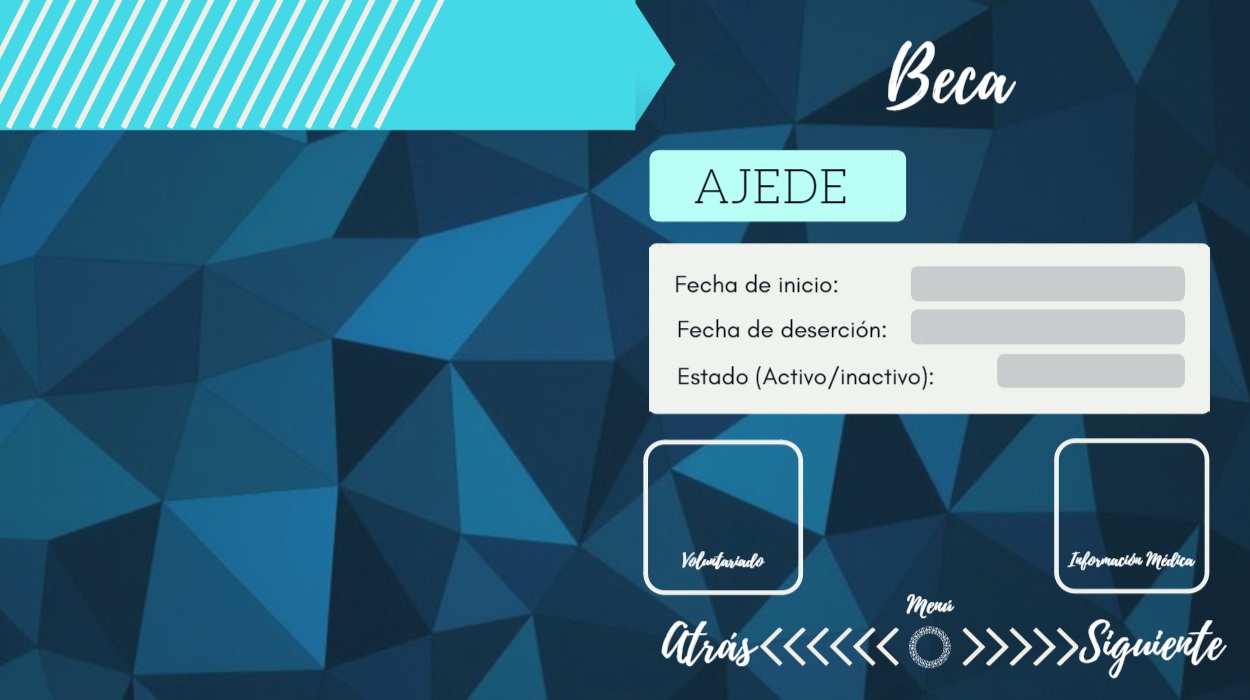 Beca
AJEDE
Fecha de inicio:
Fecha de deserción:
Estado (Activo/inactivo):
Voluntariado
Información Médica
Menú
Atrás
Siguiente